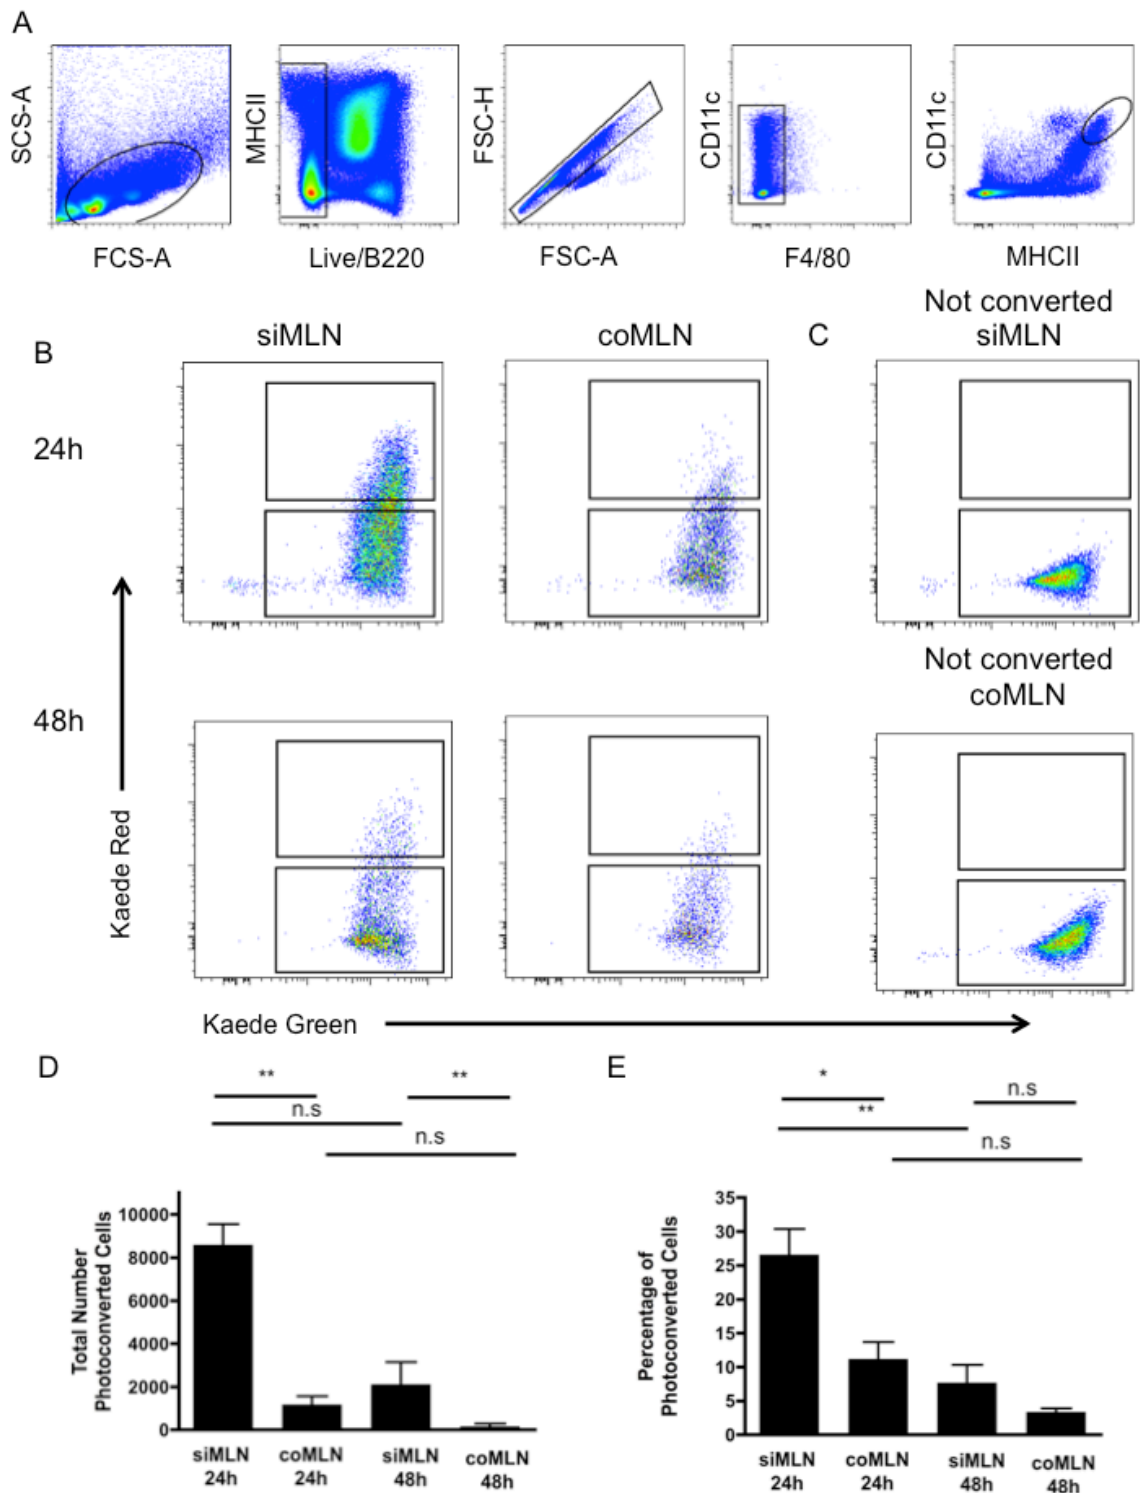 A
SCS-A
FCS-A
MHCII
Live/B220
FSC-H
FSC-A
CD11c
F4/80
CD11c
MHCII
B
siMLN
coMLN
C
Not converted
siMLN
24h
48h
Not converted
coMLN
Kaede Red
Kaede Green
D
**
**
n.s
n.s
Total Number
Photoconverted Cells
10000
8000
6000
4000
2000
0
siMLN
24h
coMLN
24h
siMLN
48h
coMLN
48h
E
*
n.s
**
n.s
Percentage of
Photoconverted Cells
35
30
25
20
15
10
5
0
siMLN
24h
coMLN
24h
siMLN
48h
coMLN
48h